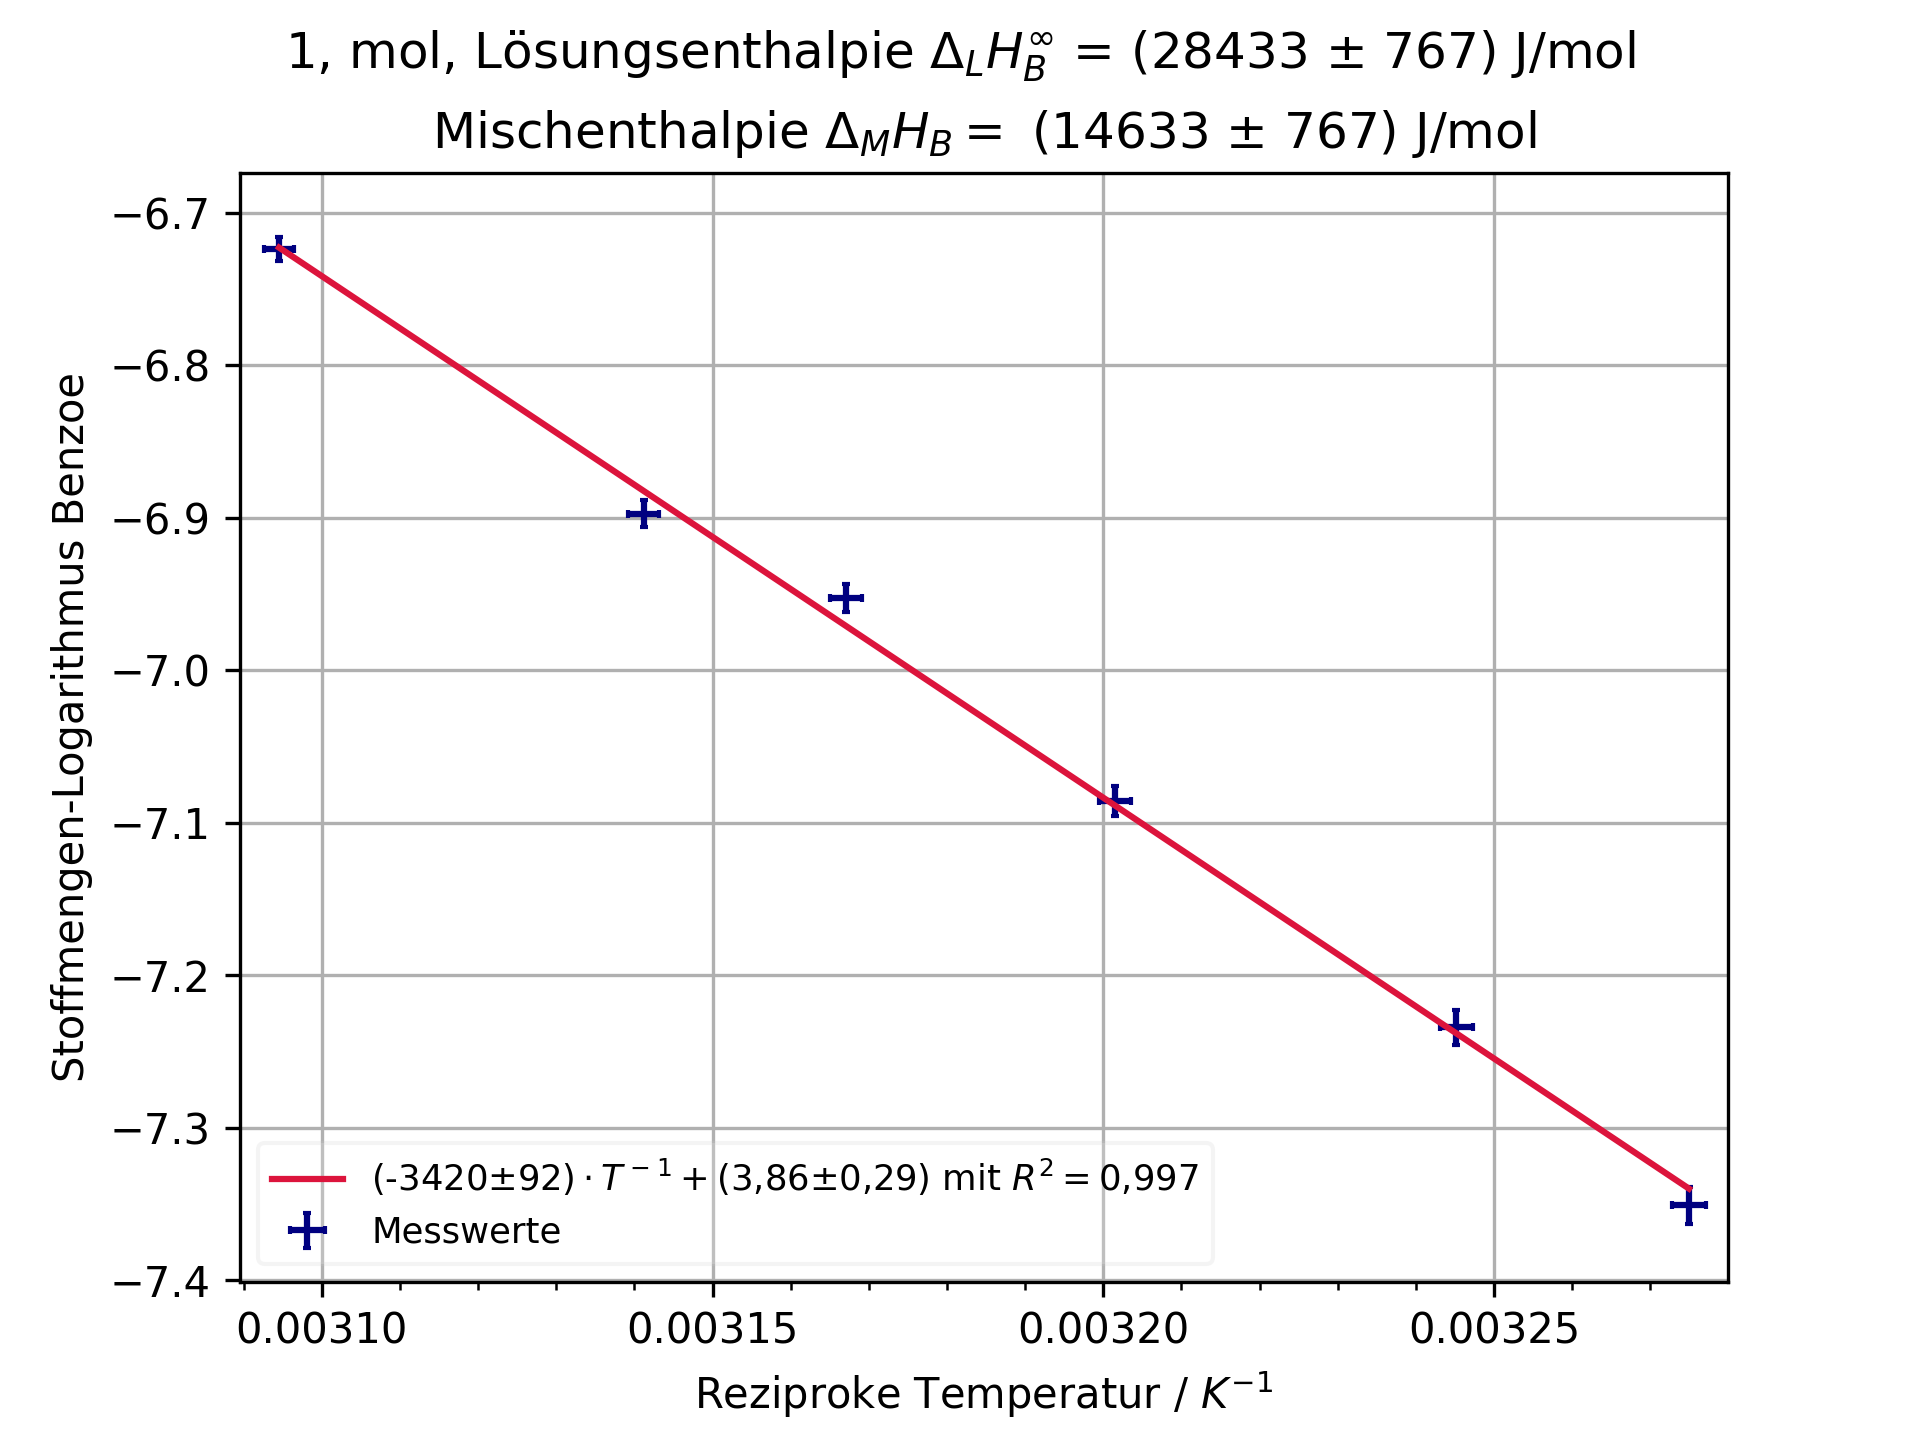 1, mol, Lösungsenthalpie Δ_L H_B^∞ = (28433 ± 767) J/mol
Mischenthalpie Δ_M H_B = (14633 ± 767) J/mol
Stoffmengen-Logarithmus Benzoe
−6.7
−6.8
−6.9
−7.0
−7.1
−7.2
−7.3
−7.4
(-3420±92) · T^−1 + (3,86±0,29) mit R^2 = 0,997
Messwerte
0.00310 0.00315 0.00320 0.00325
Reziproke Temperatur / K^−1